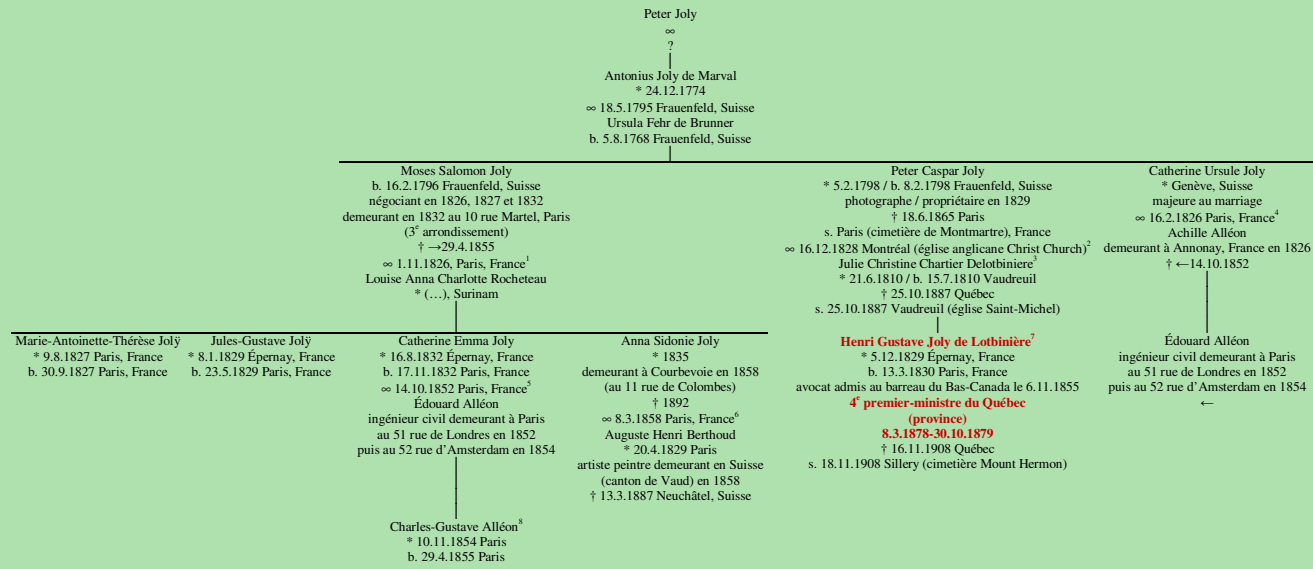 Peter Joly
∞
?
Antonius Joly de Marval
* 24.12.1774
∞ 18.5.1795 Frauenfeld, Suisse
Ursula Fehr de Brunner
b. 5.8.1768 Frauenfeld, Suisse
Moses Salomon Joly
b. 16.2.1796 Frauenfeld, Suisse
négociant en 1826, 1827 et 1832
demeurant en 1832 au 10 rue Martel, Paris
(3e arrondissement)
† →29.4.1855
∞ 1.11.1826, Paris, France1
Louise Anna Charlotte Rocheteau
* (…), Surinam
Peter Caspar Joly
* 5.2.1798 / b. 8.2.1798 Frauenfeld, Suisse
photographe / propriétaire en 1829
† 18.6.1865 Paris
s. Paris (cimetière de Montmartre), France
∞ 16.12.1828 Montréal (église anglicane Christ Church)2
Julie Christine Chartier Delotbiniere3
* 21.6.1810 / b. 15.7.1810 Vaudreuil
† 25.10.1887 Québec
s. 25.10.1887 Vaudreuil (église Saint-Michel)
Catherine Ursule Joly
* Genève, Suisse
majeure au marriage
∞ 16.2.1826 Paris, France4
Achille Alléon
demeurant à Annonay, France en 1826
† ←14.10.1852
Marie-Antoinette-Thérèse Jolÿ
* 9.8.1827 Paris, France
b. 30.9.1827 Paris, France
Jules-Gustave Jolÿ
* 8.1.1829 Épernay, France
b. 23.5.1829 Paris, France
Catherine Emma Joly
* 16.8.1832 Épernay, France
b. 17.11.1832 Paris, France
∞ 14.10.1852 Paris, France5
Édouard Alléon
ingénieur civil demeurant à Paris
au 51 rue de Londres en 1852
puis au 52 rue d’Amsterdam en 1854
Anna Sidonie Joly
* 1835
demeurant à Courbevoie en 1858
(au 11 rue de Colombes)
† 1892
∞ 8.3.1858 Paris, France6
Auguste Henri Berthoud
* 20.4.1829 Paris
artiste peintre demeurant en Suisse
(canton de Vaud) en 1858
† 13.3.1887 Neuchâtel, Suisse
Henri Gustave Joly de Lotbinière7
* 5.12.1829 Épernay, France
b. 13.3.1830 Paris, France
avocat admis au barreau du Bas-Canada le 6.11.1855
4e premier-ministre du Québec
(province)
8.3.1878-30.10.1879
† 16.11.1908 Québec
s. 18.11.1908 Sillery (cimetière Mount Hermon)
Édouard Alléon
ingénieur civil demeurant à Paris
au 51 rue de Londres en 1852
puis au 52 rue d’Amsterdam en 1854
←
Charles-Gustave Alléon8
* 10.11.1854 Paris
b. 29.4.1855 Paris